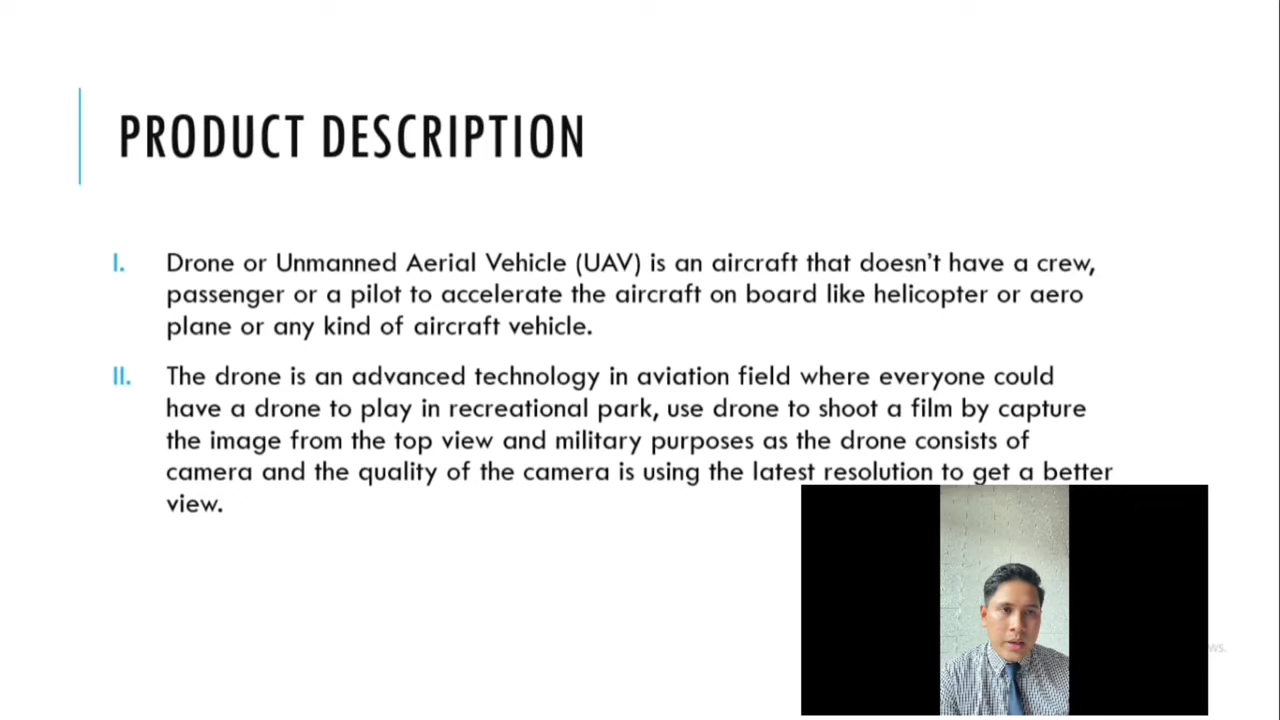 PRODUCT DESCRIPTION
I. Drone or Unmanned Aerial Vehicle (UAV) is an aircraft that doesn't have a crew,
passenger or a pilot to accelerate the aircraft on board like helicopter or aero
plane or any kind of aircraft vehicle.
II. The drone is an advanced technology in aviation field where everyone could
have a drone to play in recreational park, use drone to shoot a film by capture
the image from the top view and military purposes as the drone consists of
camera and the quality of the camera is using the latest resolution to get a better
view.